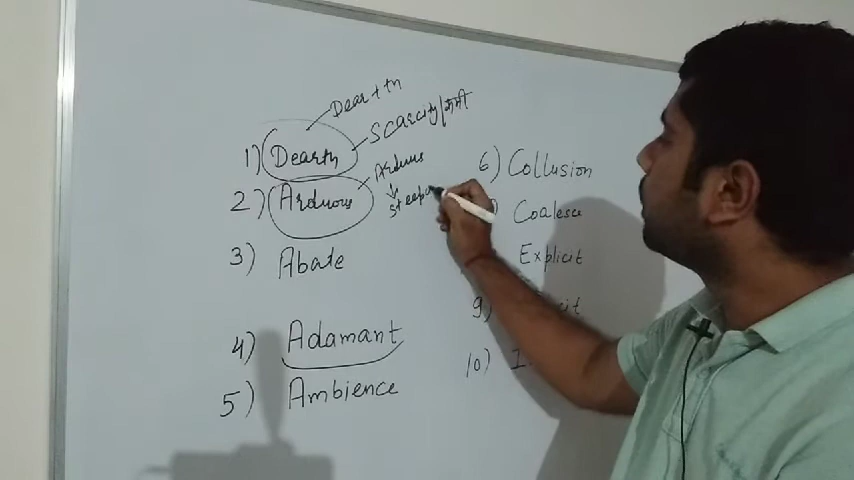 Dear + th
Scarcity/कमी
1) Dearth
Arduus
2) Arduous
Steep
3) Abate
4) Adamant
5) Ambience
6) Collusion
Coalesce
Explicit
9)
10) I